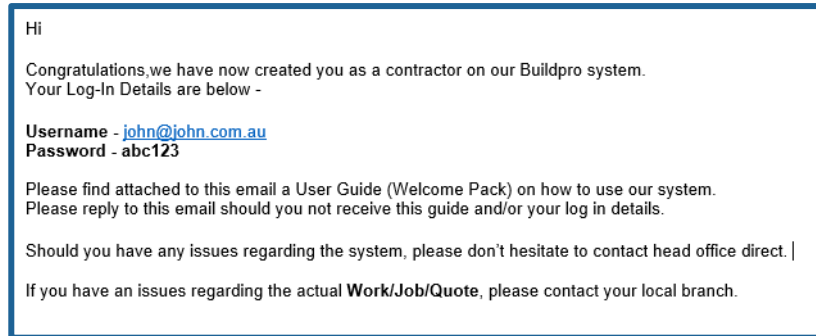 Hi
Congratulations,we have now created you as a contractor on our Buildpro system.
Your Log-In Details are below -
Username - john@john.com.au
Password - abc123
Please find attached to this email a User Guide (Welcome Pack) on how to use our system.
Please reply to this email should you not receive this guide and/or your log in details.
Should you have any issues regarding the system, please don't hesitate to contact head office direct.
If you have an issues regarding the actual Work/Job/Quote, please contact your local branch.